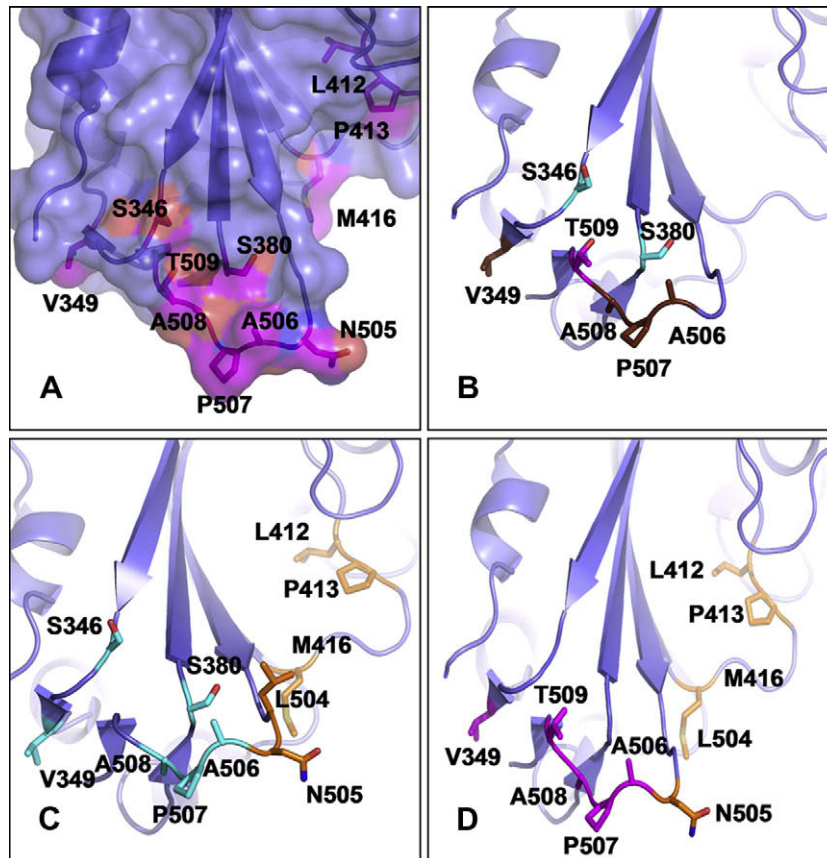 L412
P413
S346
M416
T509
S380
V349
A508
A506
N505
P507
A
S346
T509
S380
V349
A508
A506
P507
B
L412
P413
S346
M416
S380
L504
V349
A508
A506
N505
P507
C
L412
P413
M416
T509
L504
V349
A506
A508
N505
P507
D